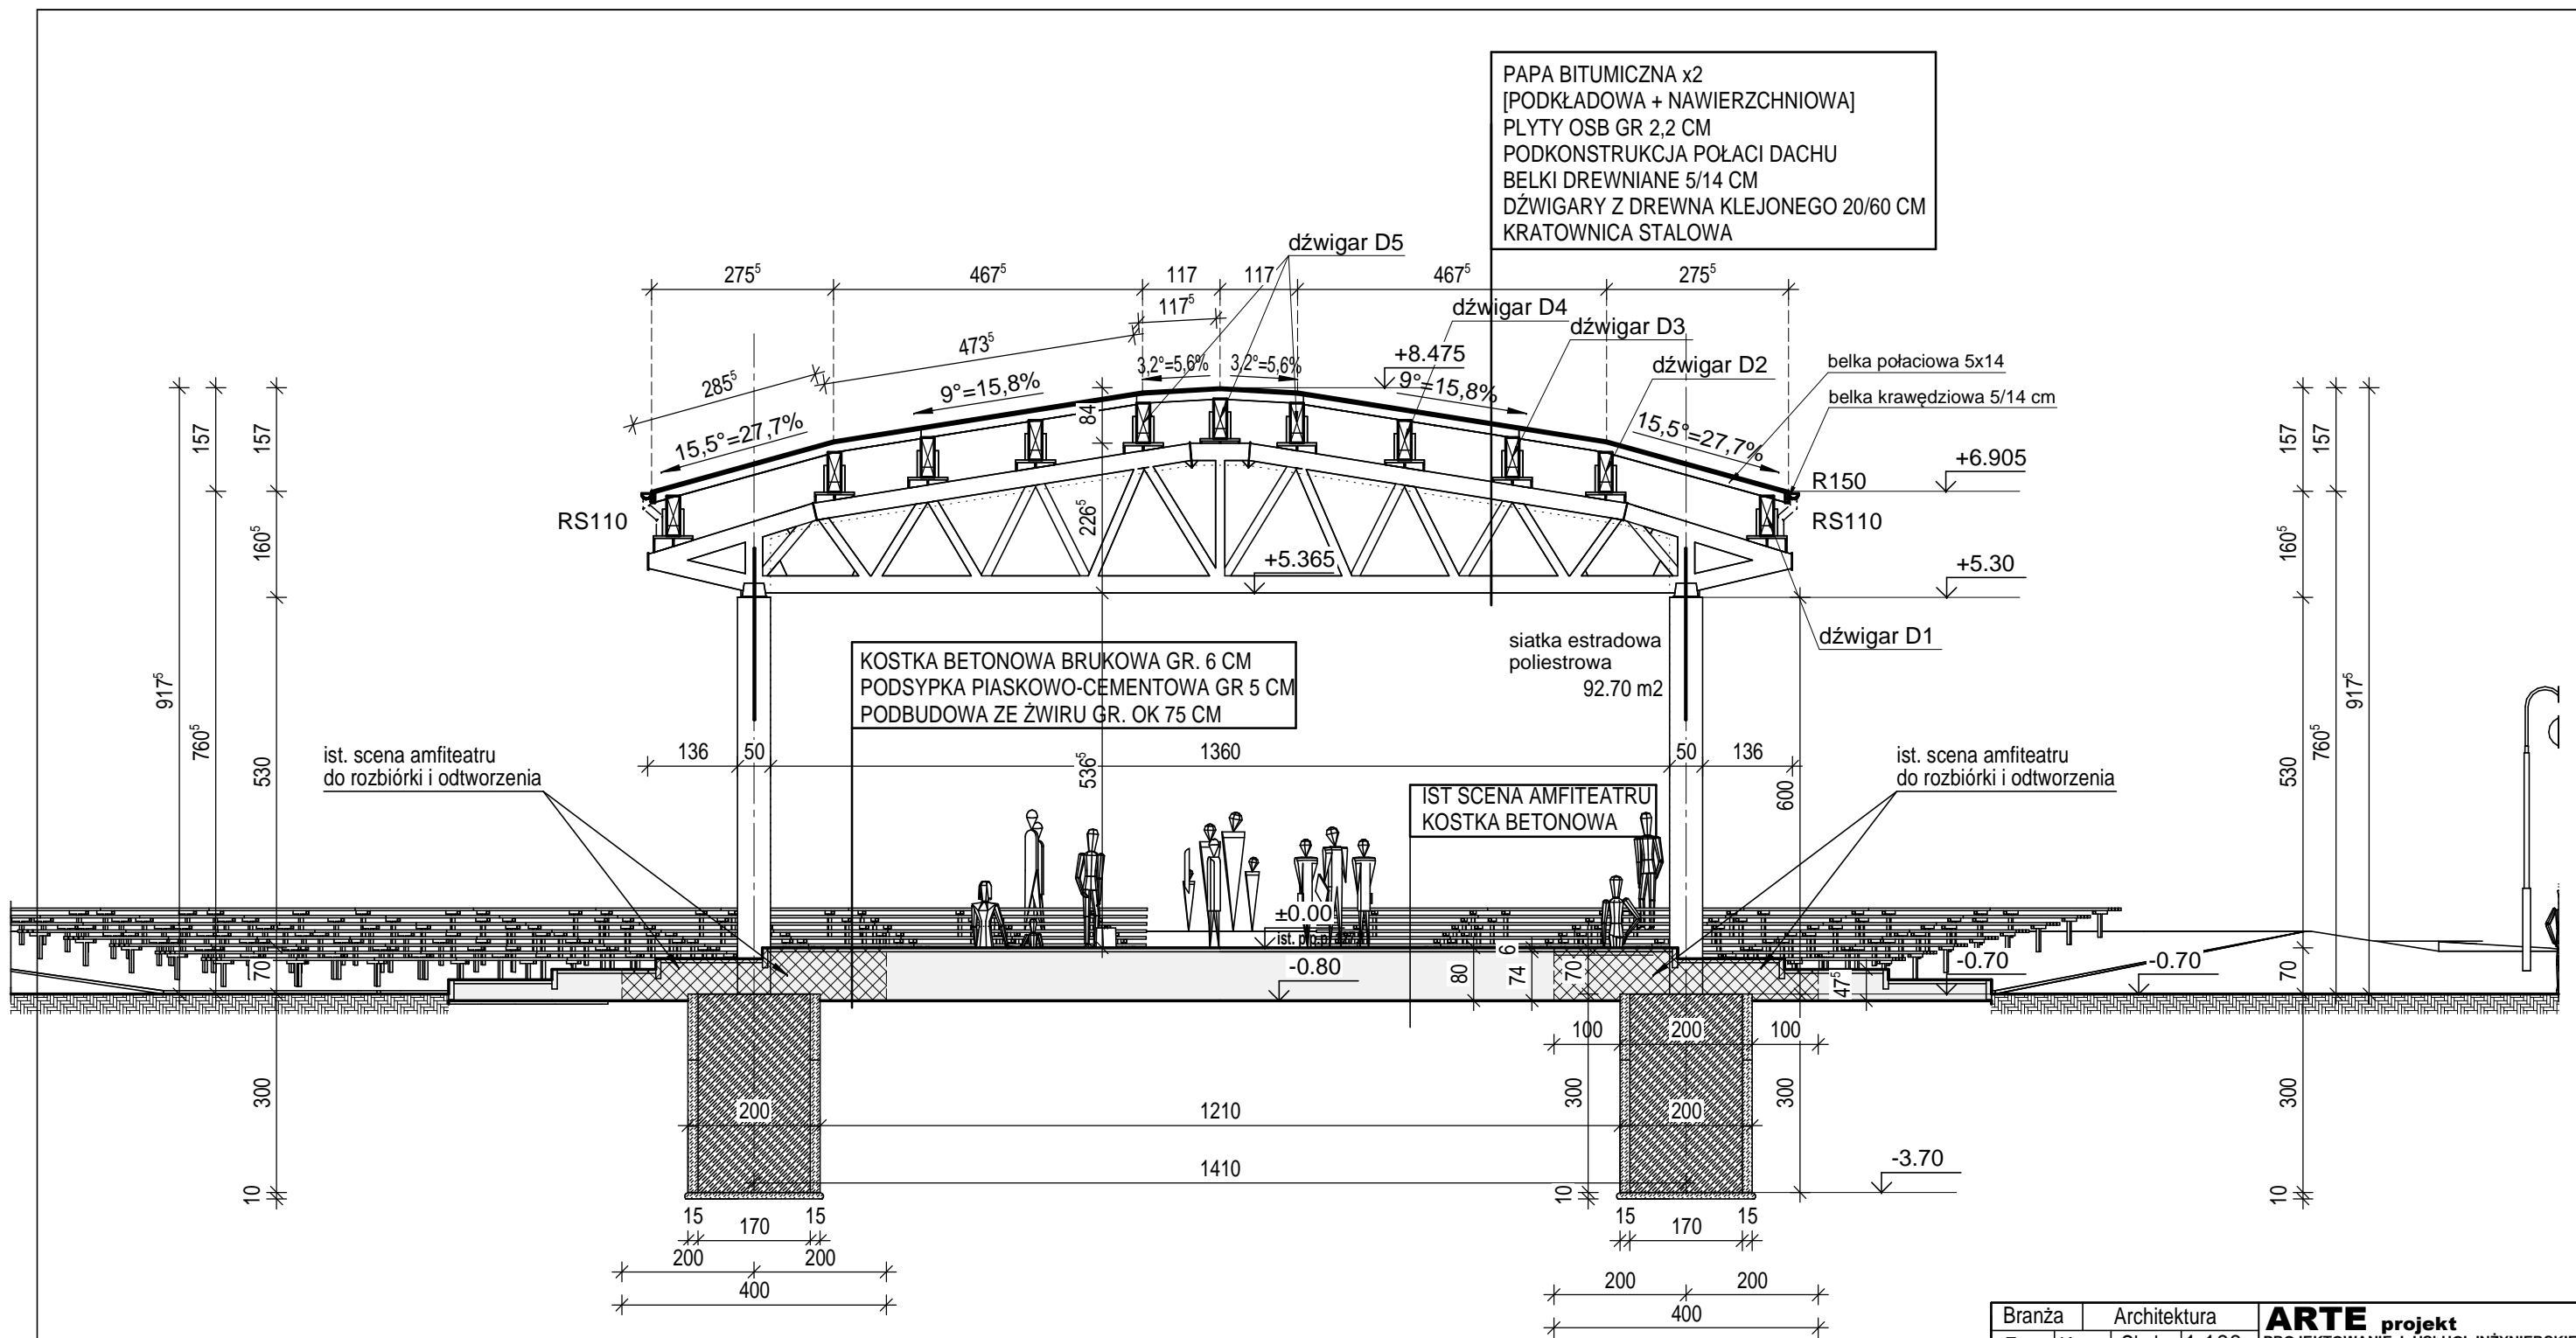 PAPA BITUMICZNA x2
[PODKŁADOWA + NAWIERZCHNIOWA]
PLYTY OSB GR 2,2 CM
PODKONSTRUKCJA POŁACI DACHU
BELKI DREWNIANE 5/14 CM
DŹWIGARY Z DREWNA KLEJONEGO 20/60 CM
KRATOWNICA STALOWA
dźwigar D5
275⁵ 467⁵ 117 117 467⁵ 275⁵
117⁵
dźwigar D4
dźwigar D3
473⁵
3,2°=5,6% 3,2°=5,6%
+8.475
dźwigar D2
belka połaciowa 5x14
285⁵
9°=15,8%
9°=15,8%
belka krawędziowa 5/14 cm
84
15,5°=27,7%
15,5°=27,7%
157 157
157 157
+6.905
R150
RS110
RS110
226⁵
160⁵
160⁵
+5.365
+5.30
dźwigar D1
siatka estradowa
poliestrowa
92.70 m2
KOSTKA BETONOWA BRUKOWA GR. 6 CM
PODSYPKA PIASKOWO-CEMENTOWA GR 5 CM
PODBUDOWA ZE ŻWIRU GR. OK 75 CM
917⁵
760⁵
530
917⁵
760⁵
530
ist. scena amfiteatru
do rozbiórki i odtworzenia
136 50 1360 50 136
536⁵
600
ist. scena amfiteatru
do rozbiórki i odtworzenia
IST SCENA AMFITEATRU
KOSTKA BETONOWA
±0.00
ist. p.p.p.
-0.80
70
80
6
74
70
47⁵
-0.70
-0.70
70
100 200 100
300
200
1210
200
300
300
300
1410
-3.70
10
10
10
15 170 15
15 170 15
200 200
400
200 200
400
Branża Architektura
ARTE projekt